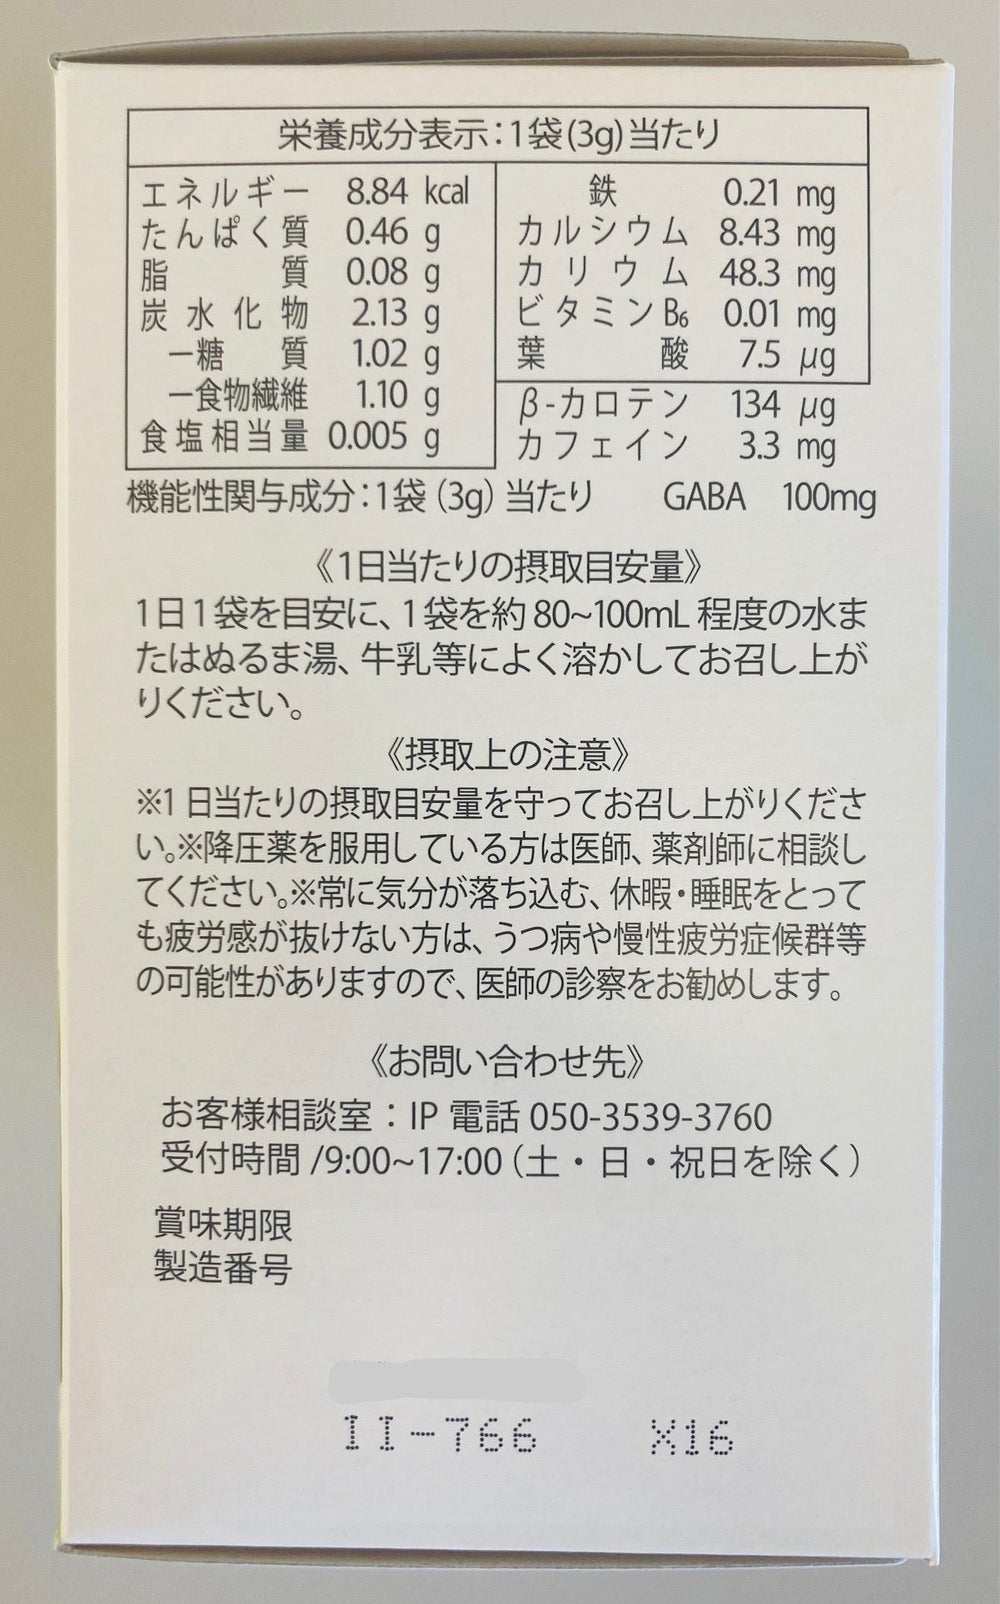 栄養成分表示:1袋(3g)当たり
エネルギー 8.84 kcal
たんぱく質 0.46 g
脂質 0.08 g
炭水化物 2.13 g
ー糖質 1.02 g
ー食物繊維 1.10 g
食塩相当量 0.005 g
鉄 0.21 mg
カルシウム 8.43 mg
カリウム 48.3 mg
ビタミンB₆ 0.01 mg
葉酸 7.5 μg
β-カロテン 134 μg
カフェイン 3.3 mg
機能性関与成分:1袋(3g)当たり GABA 100mg
《1日当たりの摂取目安量》
1日1袋を目安に、1袋を約80~100mL 程度の水ま
たはぬるま湯、牛乳等によく溶かしてお召し上が
りください。
《摂取上の注意》
※1日当たりの摂取目安量を守ってお召し上がりくださ
い。※降圧薬を服用している方は医師、薬剤師に相談し
てください。※常に気分が落ち込む、休暇・睡眠をとって
も疲労感が抜けない方は、うつ病や慢性疲労症候群等
の可能性がありますので、医師の診察をお勧めします。
《お問い合わせ先》
お客様相談室：IP 電話 050-3539-3760
受付時間 /9:00~17:00（土・日・祝日を除く）
賞味期限
製造番号
II-766 X16